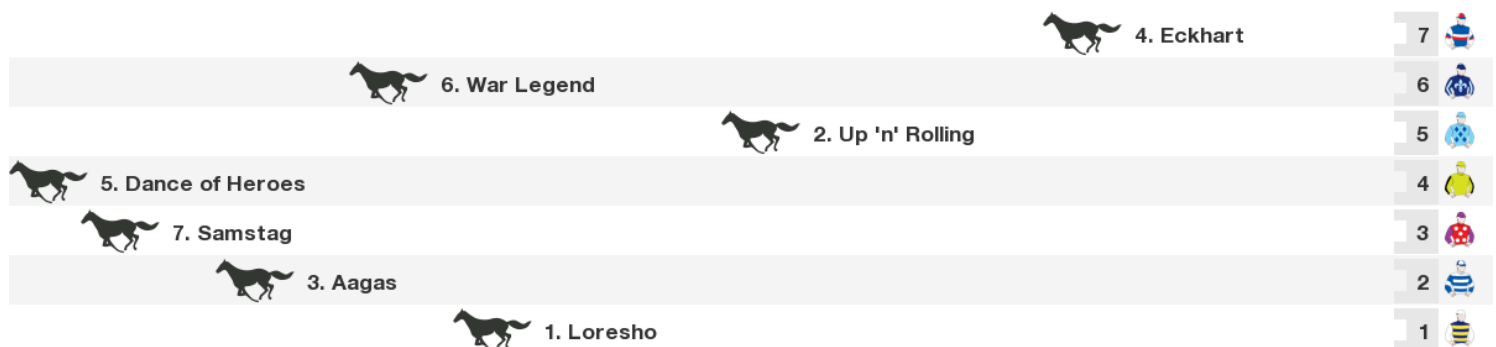 4. Eckhart 7
6. War Legend 6
2. Up 'n' Rolling 5
5. Dance of Heroes 4
7. Samstag 3
3. Aagas 2
1. Loresho 1